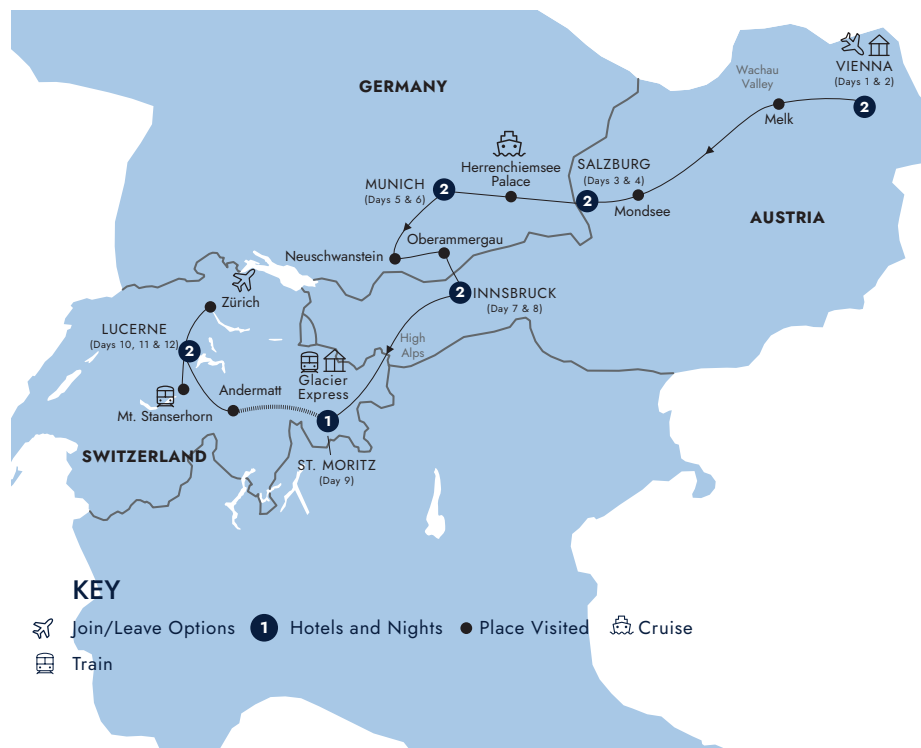 GERMANY
Wachau
Valley
VIENNA
(Days 1 & 2)
2
Melk
Herrenchiemsee
Palace
SALZBURG
(Days 3 & 4)
2
Mondsee
MUNICH
(Days 5 & 6)
2
AUSTRIA
Oberammergau
Neuschwanstein
2
INNSBRUCK
(Day 7 & 8)
Zürich
LUCERNE
(Days 10, 11 & 12)
2
High
Alps
Glacier
Express
Andermatt
Mt. Stanserhorn
1
SWITZERLAND
ST. MORITZ
(Day 9)
KEY
Join/Leave Options
1
Hotels and Nights
Place Visited
Cruise
Train